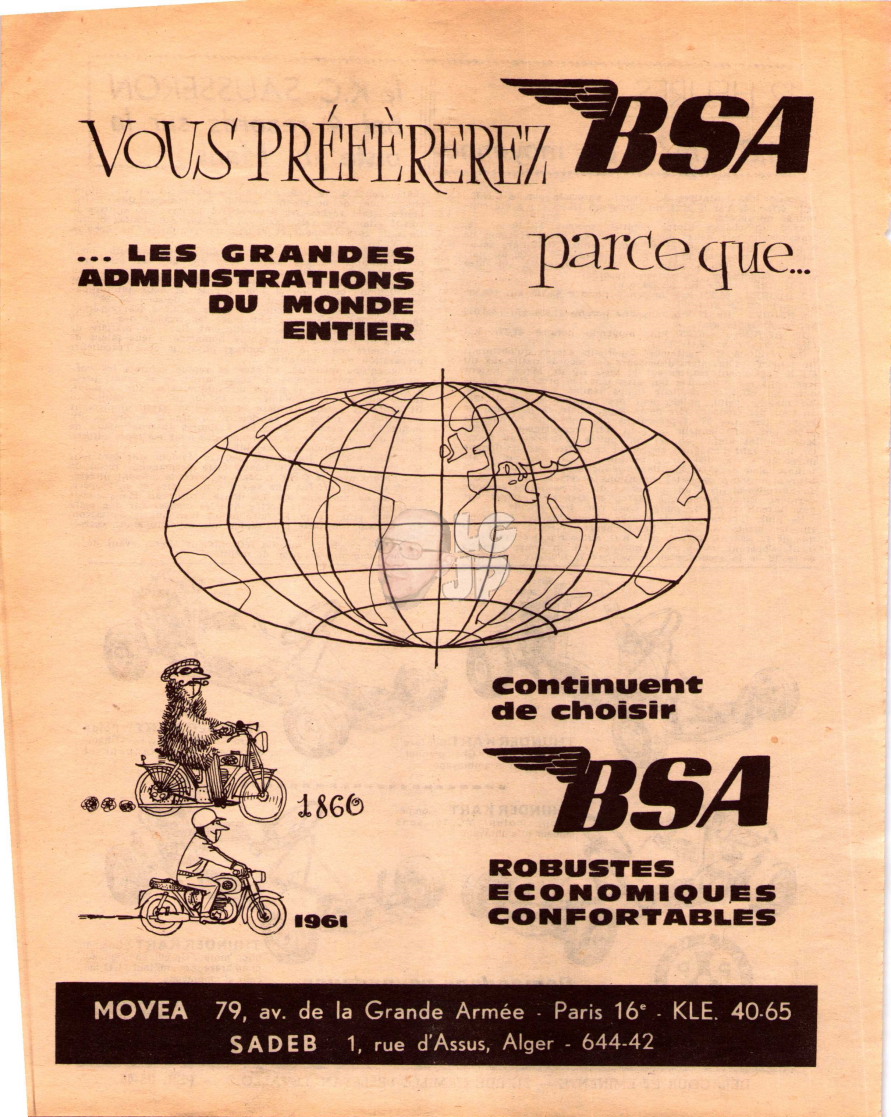 VOUS PRÉFÈREREZ BSA
parce que...
... LES GRANDES
ADMINISTRATIONS
DU MONDE
ENTIER
LG
JP
Continuent
de choisir
BSA
1860
1961
ROBUSTES
ECONOMIQUES
CONFORTABLES
MOVEA 79, av. de la Grande Armée - Paris 16e - KLE. 40-65
SADEB 1, rue d'Assus, Alger - 644-42